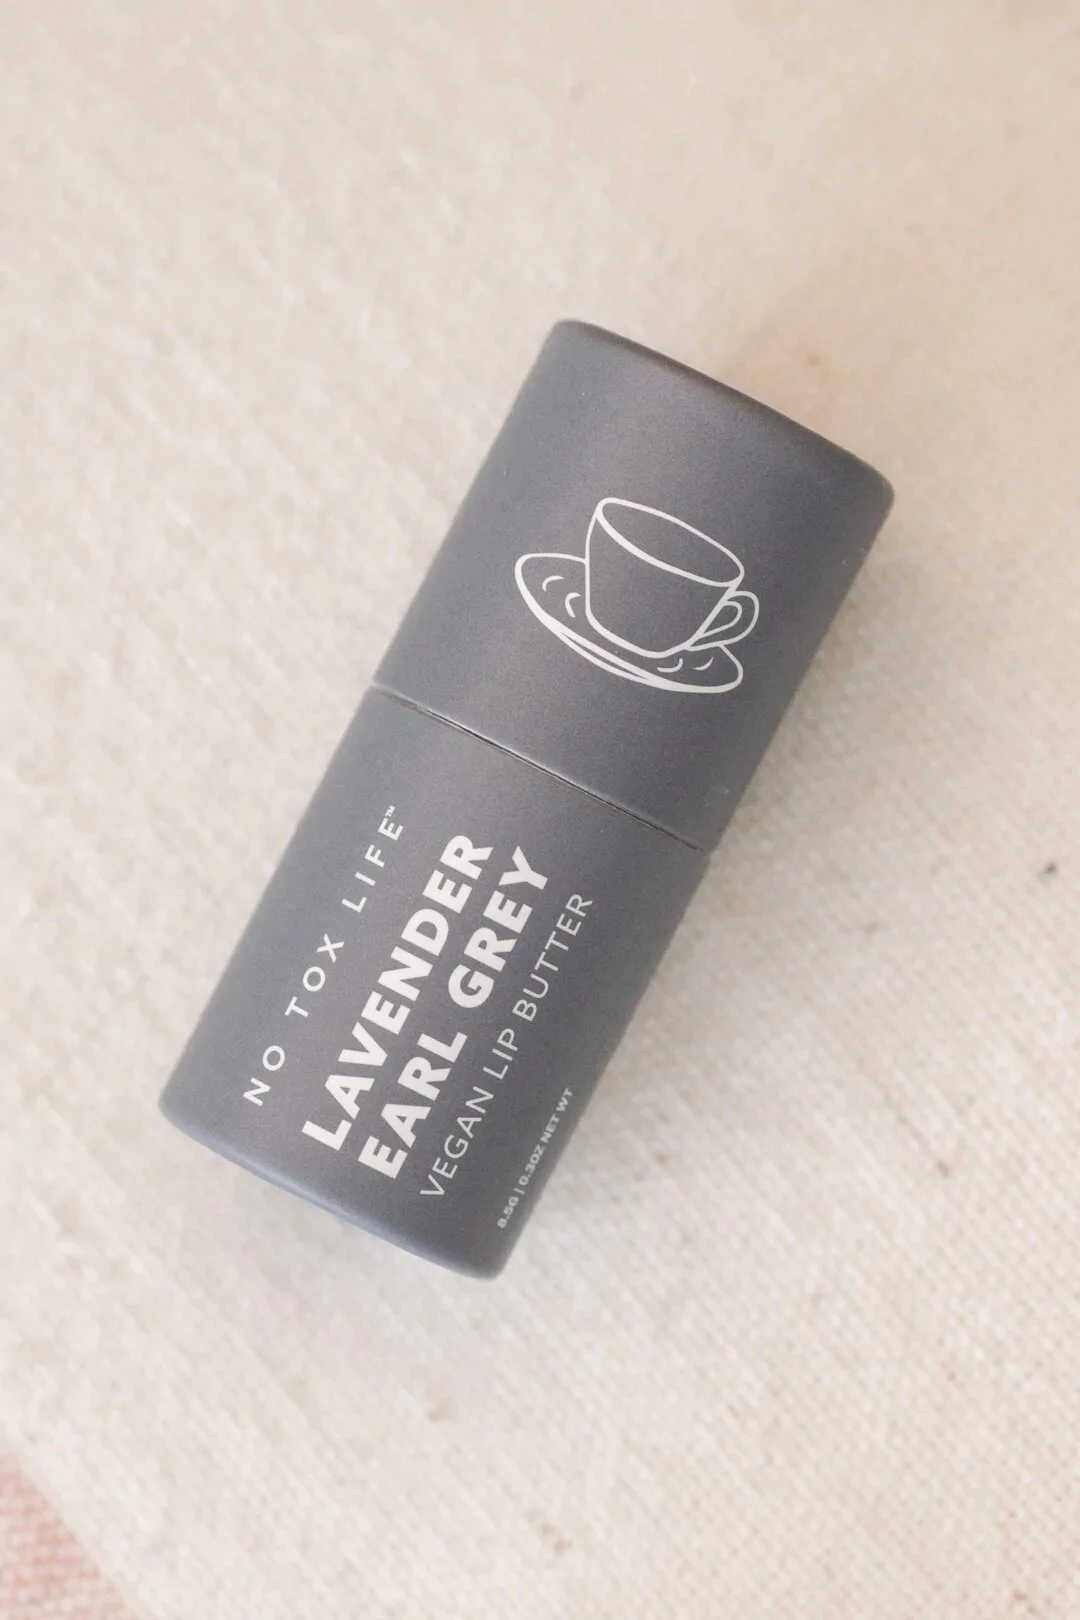 NO TOX LIFE™
LAVENDER
EARL GREY
VEGAN LIP BUTTER
8.5G | 0.3OZ NET WT